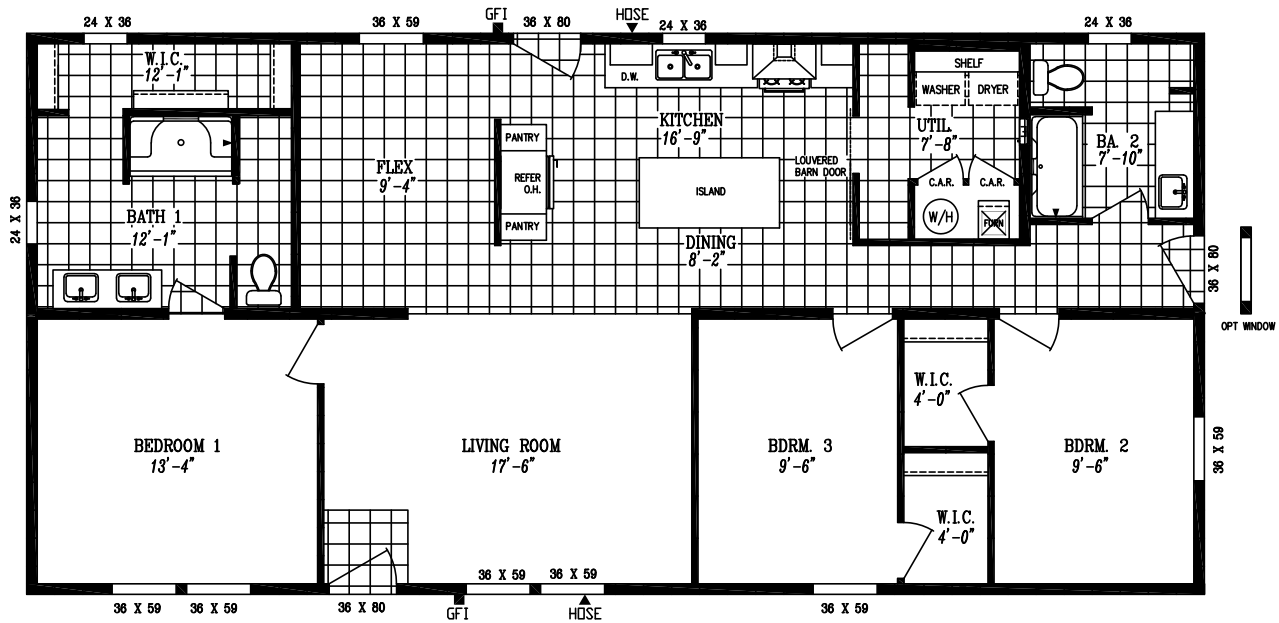 GFI
HOSE
24 X 36
36 X 59
36 X 80
24 X 36
24 X 36
W.I.C.
12'-1"
D.W.
SHELF
WASHER
DRYER
KITCHEN
16'-9"
PANTRY
UTIL.
7'-8"
BA. 2
7'-10"
FLEX
9'-4"
LOUVERED
BARN DOOR
REFER
O.H.
ISLAND
C.A.R.
C.A.R.
24 X 36
BATH 1
12'-1"
PANTRY
W/H
FURN
DINING
8'-2"
36 X 80
OPT WINDOW
W.I.C.
4'-0"
BEDROOM 1
13'-4"
LIVING ROOM
17'-6"
BDRM. 3
9'-6"
BDRM. 2
9'-6"
36 X 59
W.I.C.
4'-0"
36 X 59
36 X 59
36 X 59
36 X 59
36 X 80
36 X 59
GFI
HOSE